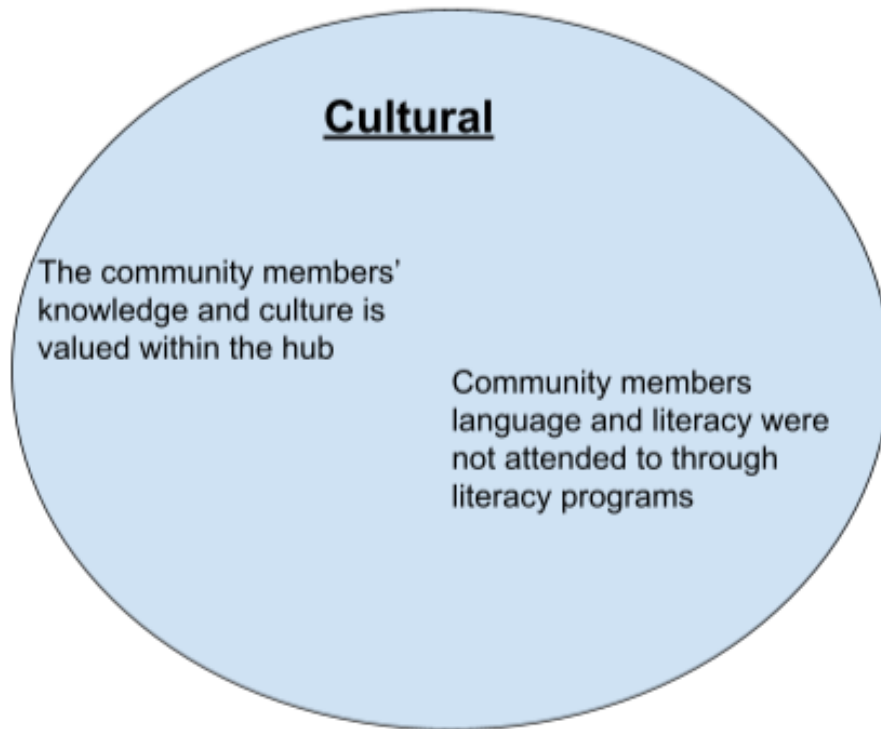 Cultural
The community members’
knowledge and culture is
valued within the hub
Community members
language and literacy were
not attended to through
literacy programs